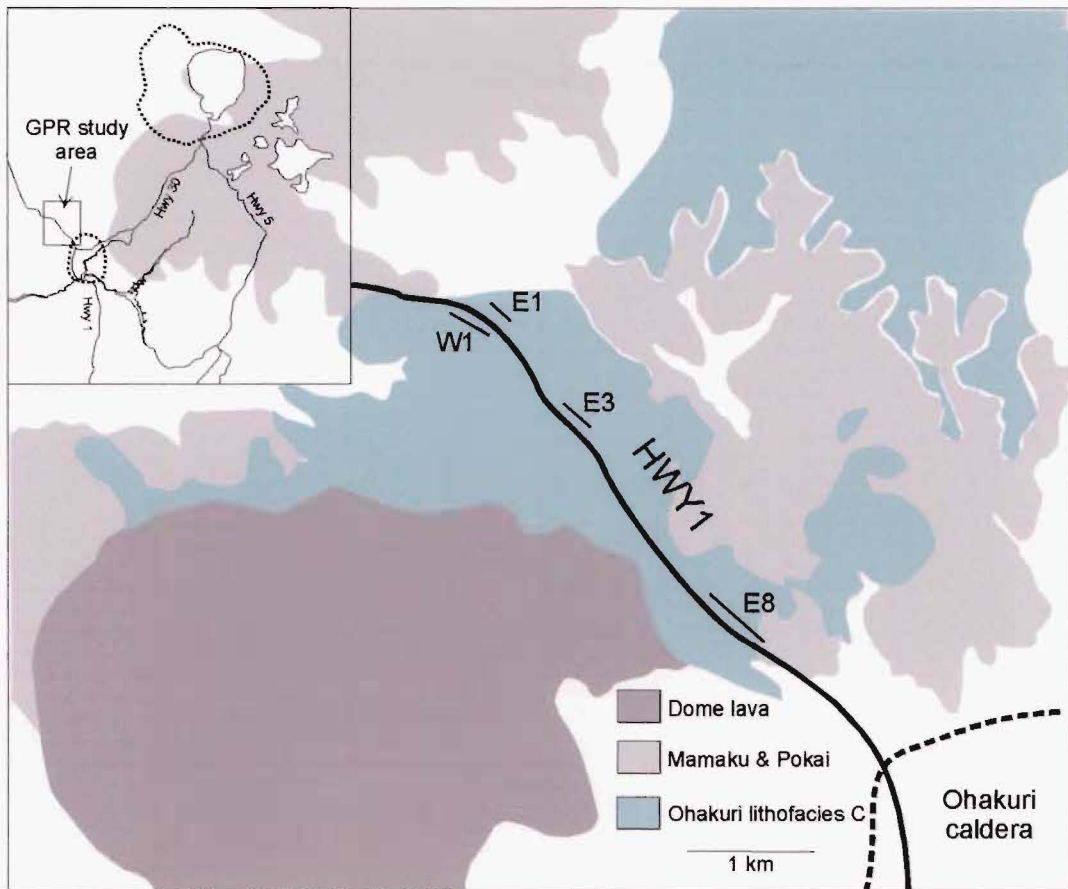 GPR study
area
Hwy 30
Hwy 5
Hwy 1
E1
W1
E3
HWY1
E8
Dome lava
Mamaku & Pokai
Ohakuri lithofacies C
1 km
Ohakuri
caldera